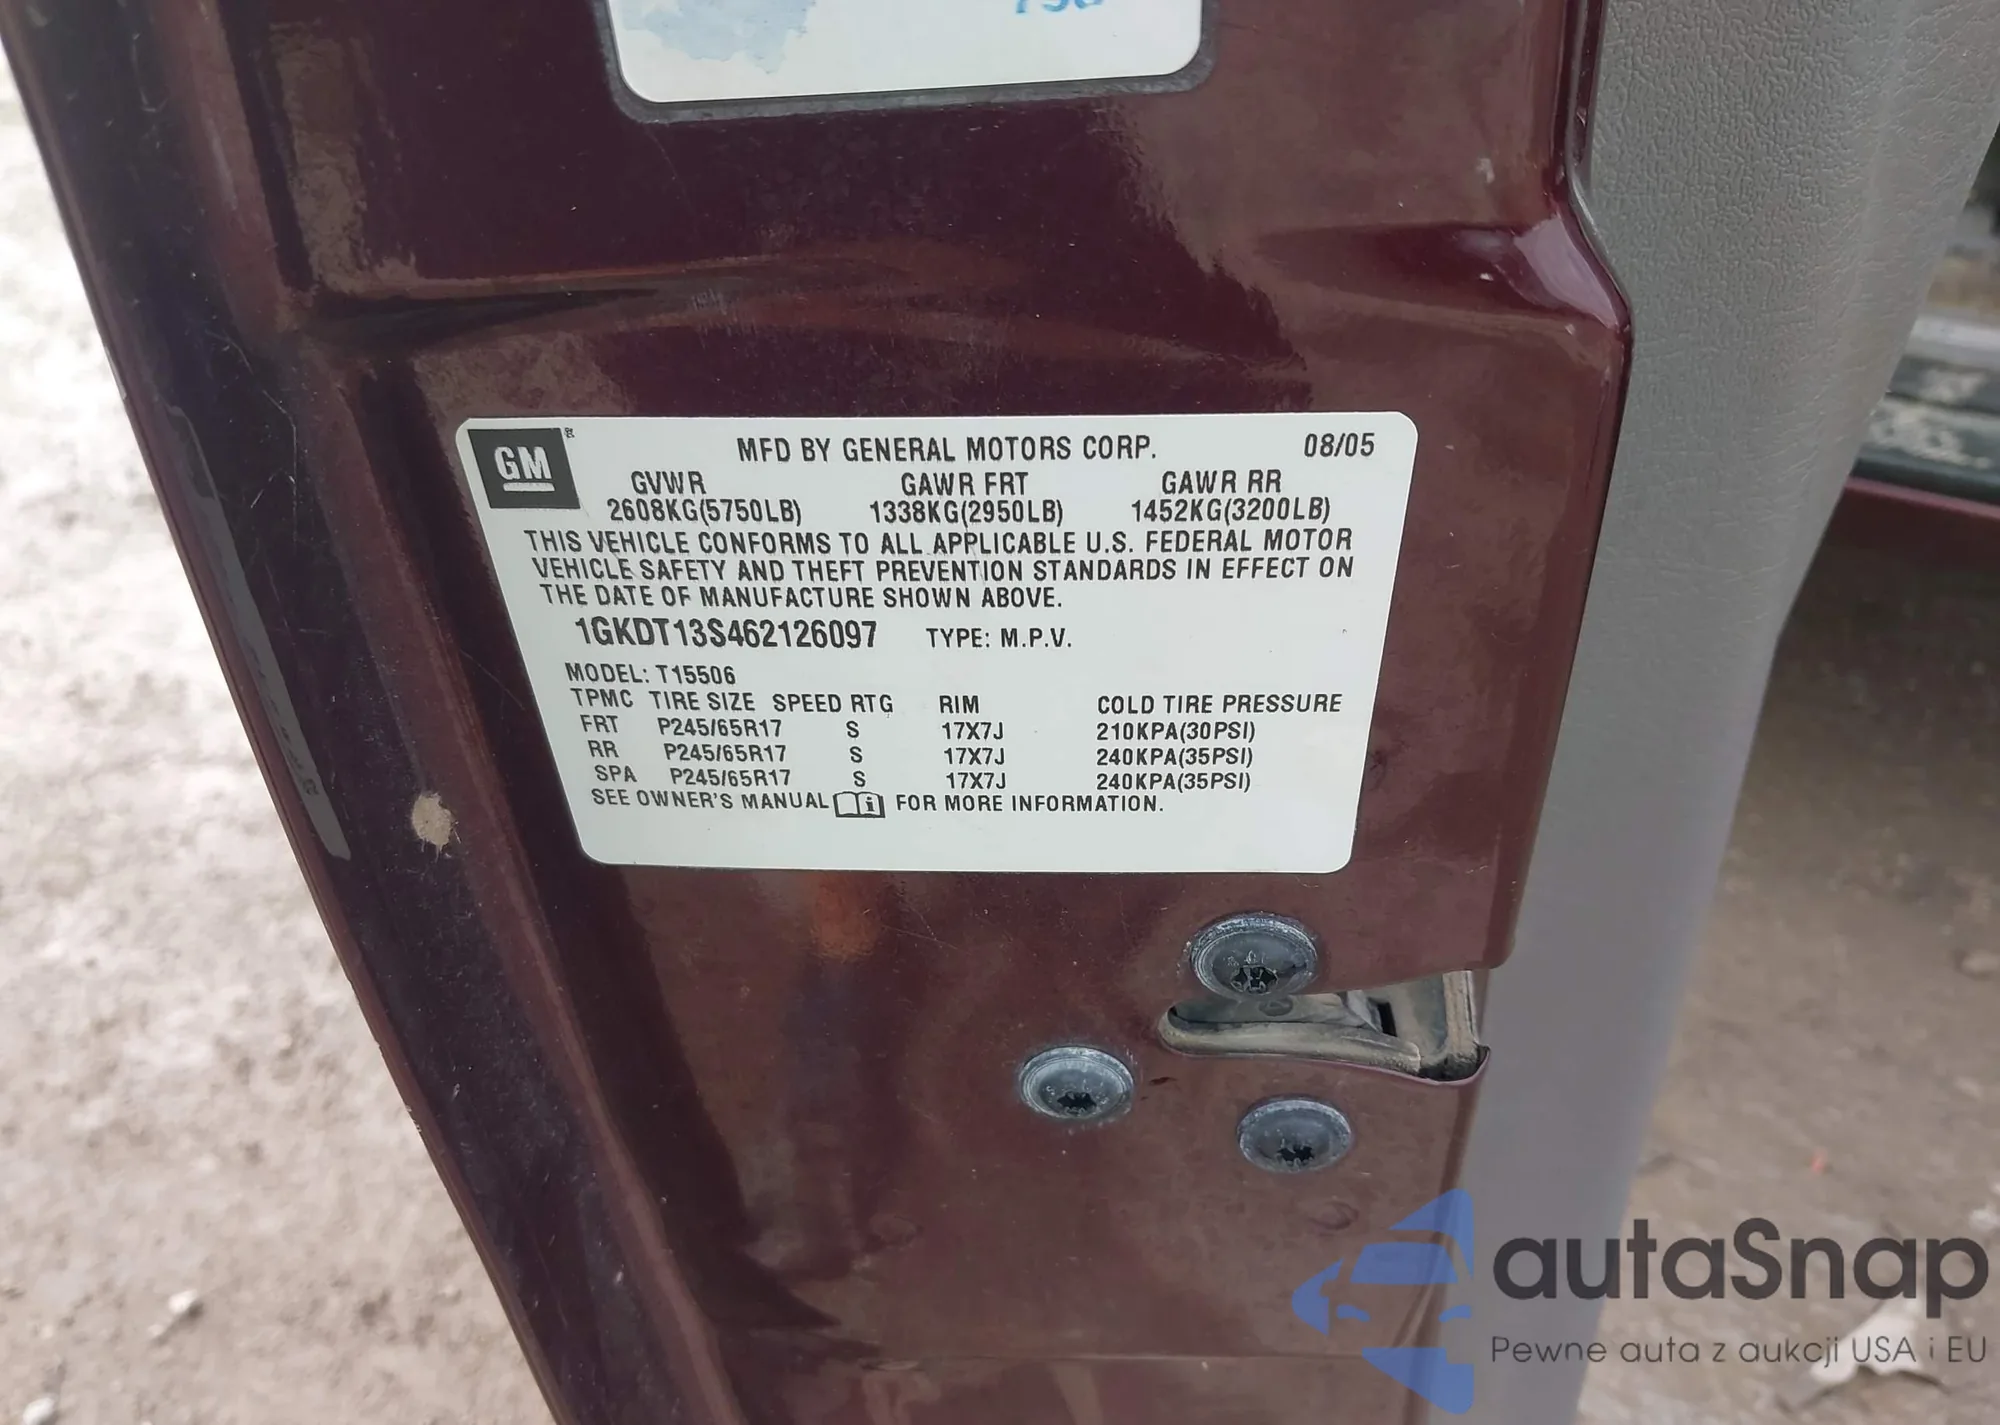 GM
MFD BY GENERAL MOTORS CORP. 08/05
GVWR GAWR FRT GAWR RR
2608KG(5750LB) 1338KG(2950LB) 1452KG(3200LB)
THIS VEHICLE CONFORMS TO ALL APPLICABLE U.S. FEDERAL MOTOR
VEHICLE SAFETY AND THEFT PREVENTION STANDARDS IN EFFECT ON
THE DATE OF MANUFACTURE SHOWN ABOVE.
1GKDT13S462126097 TYPE: M.P.V.
MODEL: T15506
TPMC TIRE SIZE SPEED RTG RIM COLD TIRE PRESSURE
FRT P245/65R17 S 17X7J 210KPA(30PSI)
RR P245/65R17 S 17X7J 240KPA(35PSI)
SPA P245/65R17 S 17X7J 240KPA(35PSI)
SEE OWNER'S MANUAL i FOR MORE INFORMATION.
autaSnap
Pewne auta z aukcji USA i EU